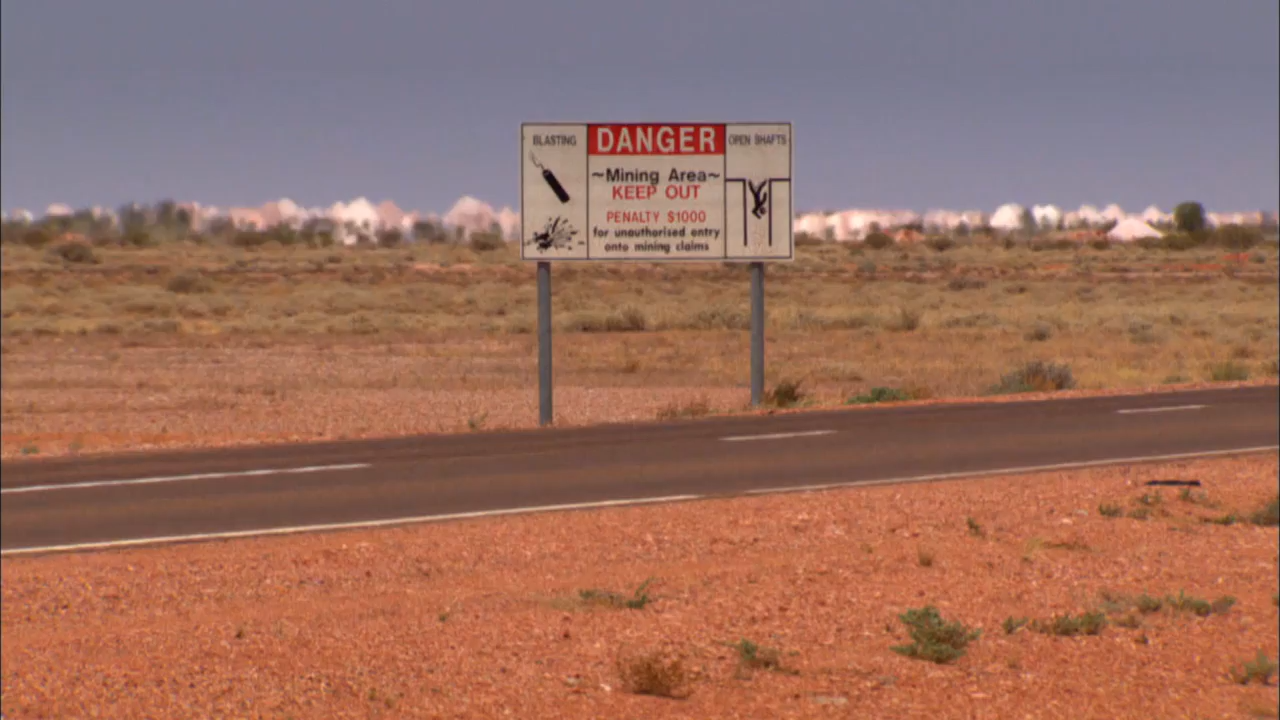 BLASTING
DANGER
~Mining Area~
KEEP OUT
PENALTY $1000
for unauthorised entry
onto mining claims
OPEN SHAFTS